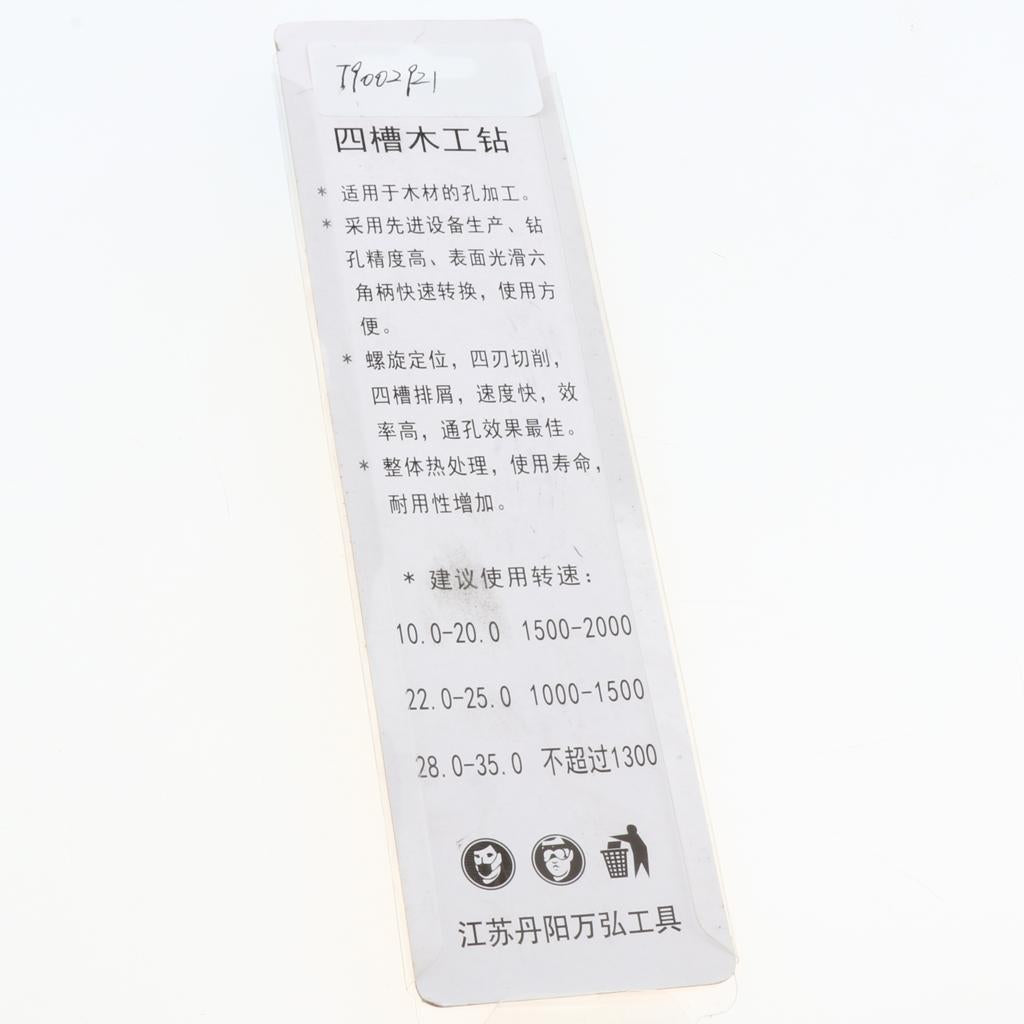 T9002921
四槽木工钻
* 适用于木材的孔加工。
* 采用先进设备生产、钻
孔精度高、表面光滑六
角柄快速转换，使用方
便。
* 螺旋定位，四刃切削，
四槽排屑，速度快，效
率高，通孔效果最佳。
* 整体热处理，使用寿命，
耐用性增加。
* 建议使用转速：
10.0-20.0 1500-2000
22.0-25.0 1000-1500
28.0-35.0 不超过1300
江苏丹阳万弘工具